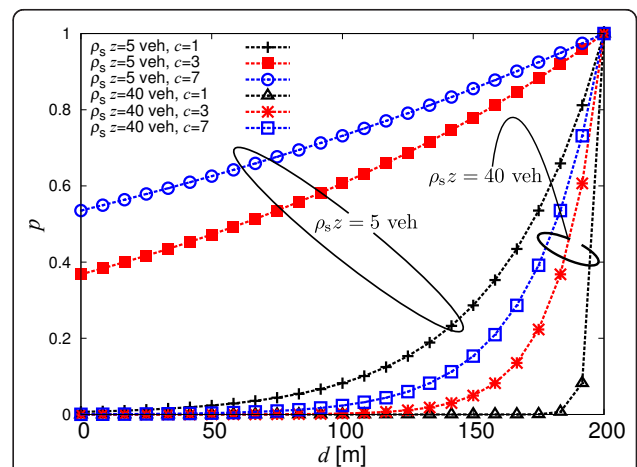 ρₛ z=5 veh, c=1
ρₛ z=5 veh, c=3
ρₛ z=5 veh, c=7
ρₛ z=40 veh, c=1
ρₛ z=40 veh, c=3
ρₛ z=40 veh, c=7
1
0.8
0.6
0.4
0.2
0
p
ρₛz = 40 veh
ρₛz = 5 veh
0
50
100
150
200
d [m]